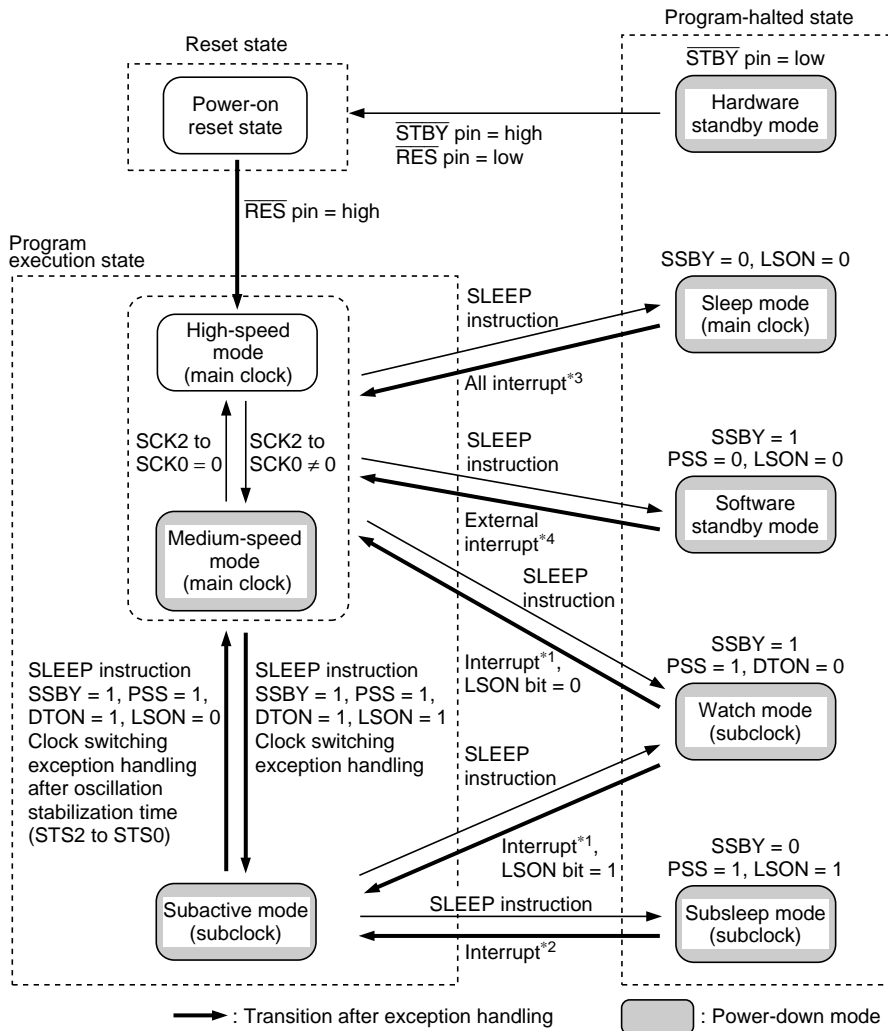 Program-halted state
Reset state
STBY pin = low
Power-on
reset state
Hardware
standby mode
STBY pin = high
RES pin = low
RES pin = high
Program
execution state
SSBY = 0, LSON = 0
SLEEP
instruction
Sleep mode
(main clock)
High-speed
mode
(main clock)
All interrupt*3
SCK2 to
SCK0 = 0
SCK2 to
SCK0 ≠ 0
SLEEP
instruction
SSBY = 1
PSS = 0, LSON = 0
Software
standby mode
External
interrupt*4
Medium-speed
mode
(main clock)
SLEEP
instruction
SSBY = 1
PSS = 1, DTON = 0
Interrupt*1,
LSON bit = 0
Watch mode
(subclock)
SLEEP instruction
SSBY = 1, PSS = 1,
DTON = 1, LSON = 0
Clock switching
exception handling
after oscillation
stabilization time
(STS2 to STS0)
SLEEP instruction
SSBY = 1, PSS = 1,
DTON = 1, LSON = 1
Clock switching
exception handling
SLEEP
instruction
Interrupt*1,
LSON bit = 1
SSBY = 0
PSS = 1, LSON = 1
Subactive mode
(subclock)
SLEEP instruction
Subsleep mode
(subclock)
Interrupt*2
: Transition after exception handling
: Power-down mode